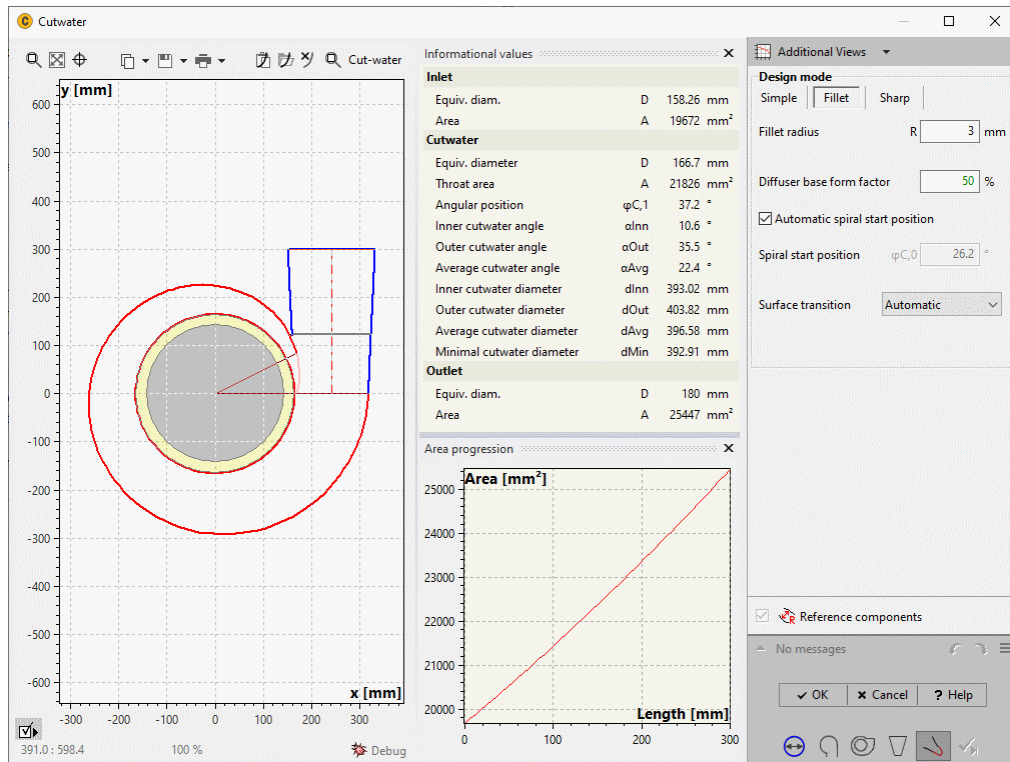 Cutwater
Cut-water
y [mm]
600
500
400
300
200
100
0
-100
-200
-300
-400
-500
-600
x [mm]
-300 -200 -100 0 100 200 300
391.0 : 598.4 100 % Debug
Informational values
Inlet
Equiv. diam. D 158.26 mm
Area A 19672 mm²
Cutwater
Equiv. diameter D 166.7 mm
Throat area A 21826 mm²
Angular position φC,1 37.2 °
Inner cutwater angle αInn 10.6 °
Outer cutwater angle αOut 35.5 °
Average cutwater angle αAvg 22.4 °
Inner cutwater diameter dInn 393.02 mm
Outer cutwater diameter dOut 403.82 mm
Average cutwater diameter dAvg 396.58 mm
Minimal cutwater diameter dMin 392.91 mm
Outlet
Equiv. diam. D 180 mm
Area A 25447 mm²
Area progression
Area [mm²]
25000
24000
23000
22000
21000
20000
Length [mm]
0 100 200 300
Additional Views
Design mode
Simple Fillet Sharp
Fillet radius R 3 mm
Diffuser base form factor 50 %
Automatic spiral start position
Spiral start position φC,0 26.2 °
Surface transition Automatic
Reference components
No messages
OK Cancel ? Help